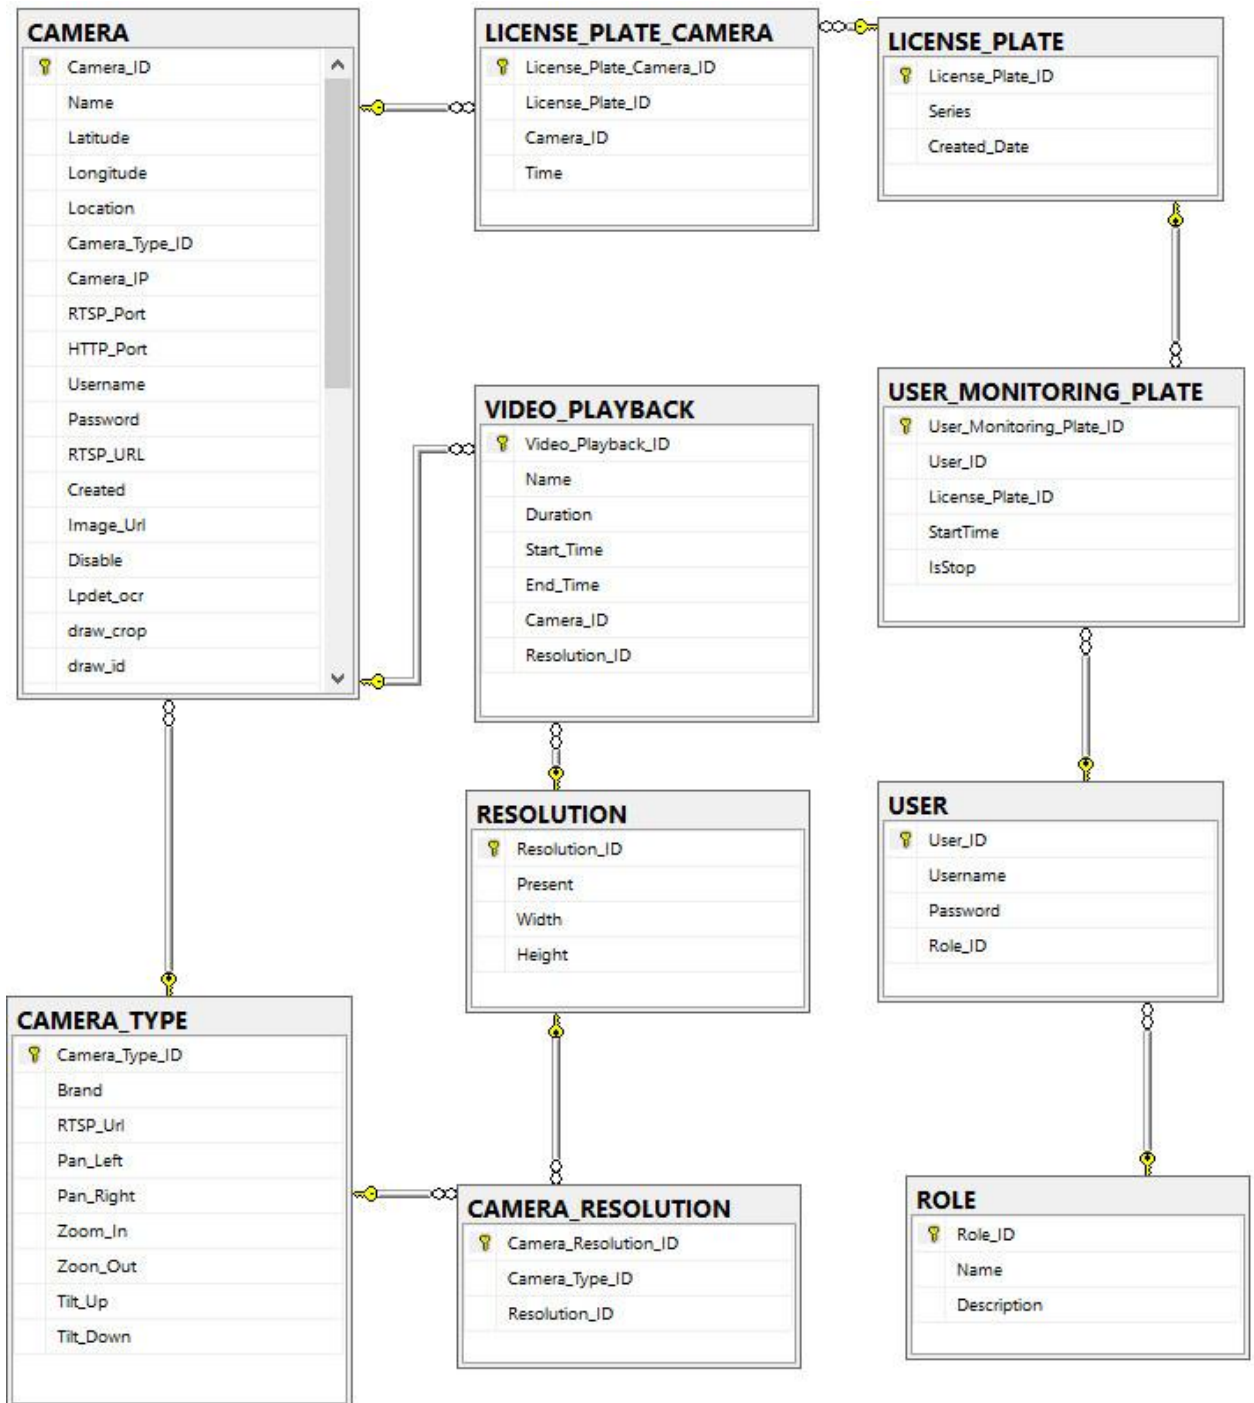 CAMERA
Camera_ID
Name
Latitude
Longitude
Location
Camera_Type_ID
Camera_IP
RTSP_Port
HTTP_Port
Username
Password
RTSP_URL
Created
Image_Url
Disable
Lpdet_ocr
draw_crop
draw_id
LICENSE_PLATE_CAMERA
License_Plate_Camera_ID
License_Plate_ID
Camera_ID
Time
LICENSE_PLATE
License_Plate_ID
Series
Created_Date
VIDEO_PLAYBACK
Video_Playback_ID
Name
Duration
Start_Time
End_Time
Camera_ID
Resolution_ID
USER_MONITORING_PLATE
User_Monitoring_Plate_ID
User_ID
License_Plate_ID
StartTime
IsStop
RESOLUTION
Resolution_ID
Present
Width
Height
USER
User_ID
Username
Password
Role_ID
CAMERA_TYPE
Camera_Type_ID
Brand
RTSP_Url
Pan_Left
Pan_Right
Zoom_In
Zoon_Out
Tilt_Up
Tilt_Down
CAMERA_RESOLUTION
Camera_Resolution_ID
Camera_Type_ID
Resolution_ID
ROLE
Role_ID
Name
Description